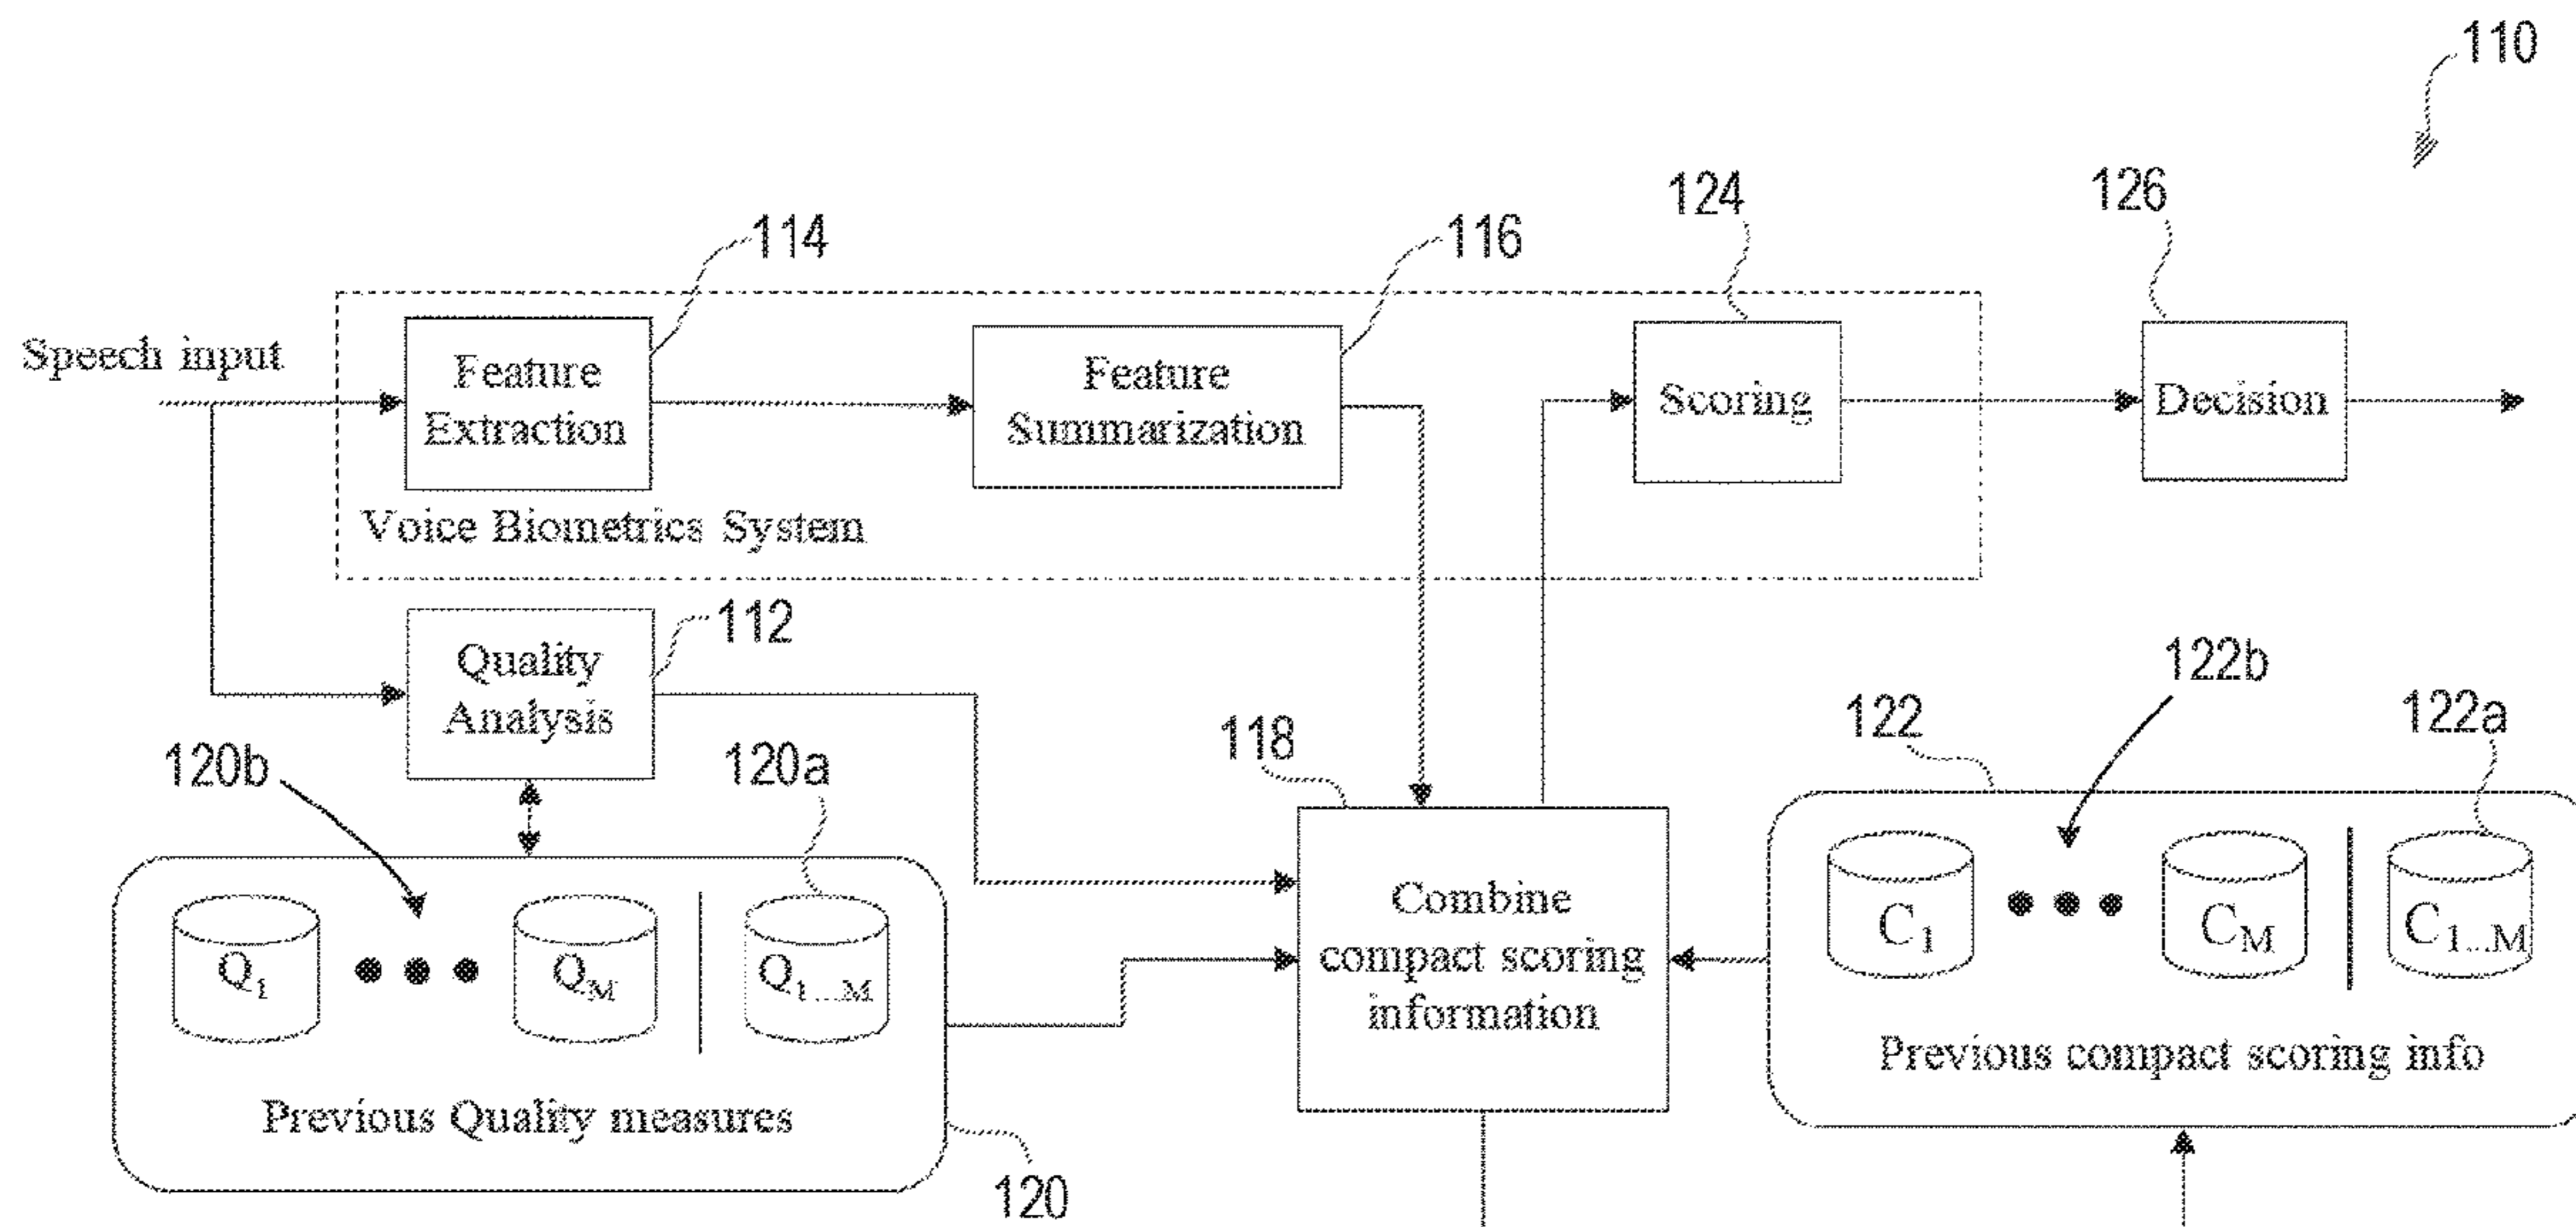 110
114
116
124
126
Speech input
Feature
Extraction
Feature
Summarization
Scoring
Decision
Voice Biometrics System
112
Quality
Analysis
122b
122
122a
118
120b
120a
Q1
QM
Q1...M
Previous Quality measures
120
Combine
compact scoring
information
C1
CM
C1...M
Previous compact scoring info